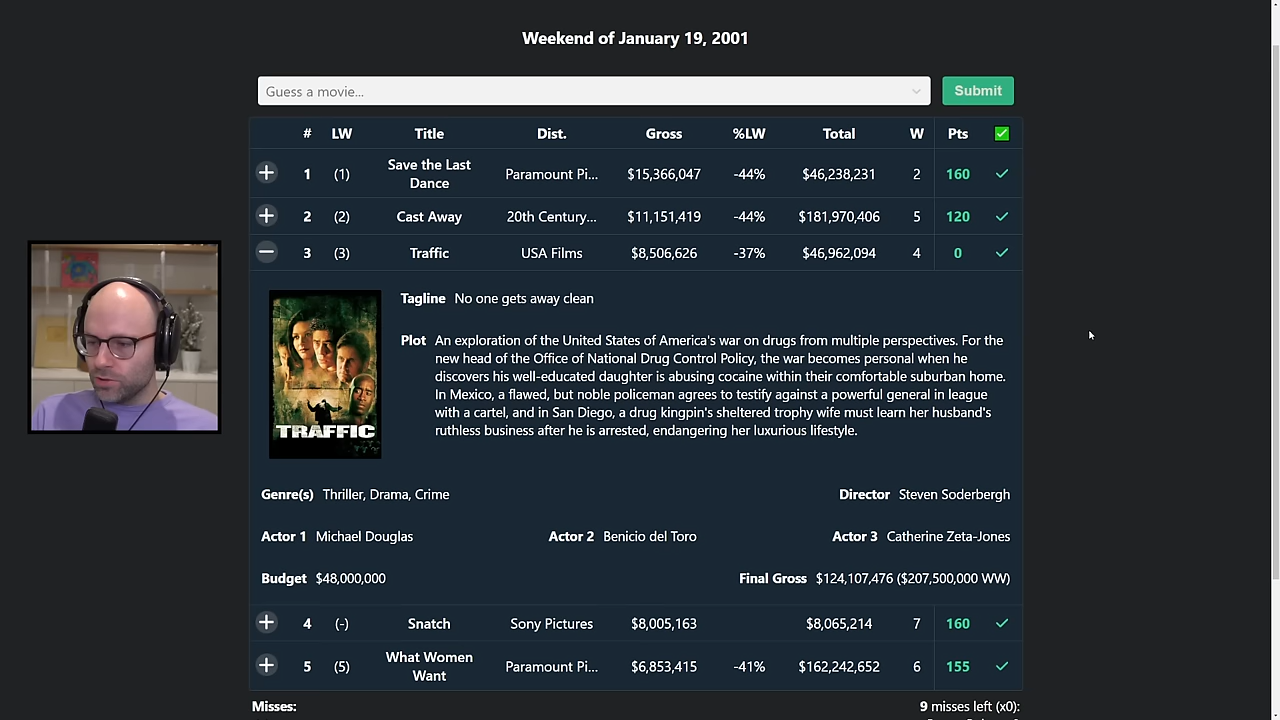 Weekend of January 19, 2001
Guess a movie...
Submit
# LW Title Dist. Gross %LW Total W Pts ✅
1 (1) Save the Last Dance Paramount Pi... $15,366,047 -44% $46,238,231 2 160 ✓
2 (2) Cast Away 20th Century... $11,151,419 -44% $181,970,406 5 120 ✓
3 (3) Traffic USA Films $8,506,626 -37% $46,962,094 4 0 ✓
TRAFFIC
Tagline No one gets away clean
Plot An exploration of the United States of America's war on drugs from multiple perspectives. For the
new head of the Office of National Drug Control Policy, the war becomes personal when he
discovers his well-educated daughter is abusing cocaine within their comfortable suburban home.
In Mexico, a flawed, but noble policeman agrees to testify against a powerful general in league
with a cartel, and in San Diego, a drug kingpin's sheltered trophy wife must learn her husband's
ruthless business after he is arrested, endangering her luxurious lifestyle.
Genre(s) Thriller, Drama, Crime Director Steven Soderbergh
Actor 1 Michael Douglas Actor 2 Benicio del Toro Actor 3 Catherine Zeta-Jones
Budget $48,000,000 Final Gross $124,107,476 ($207,500,000 WW)
4 (-) Snatch Sony Pictures $8,005,163 $8,065,214 7 160 ✓
5 (5) What Women Want Paramount Pi... $6,853,415 -41% $162,242,652 6 155 ✓
Misses: 9 misses left (x0):